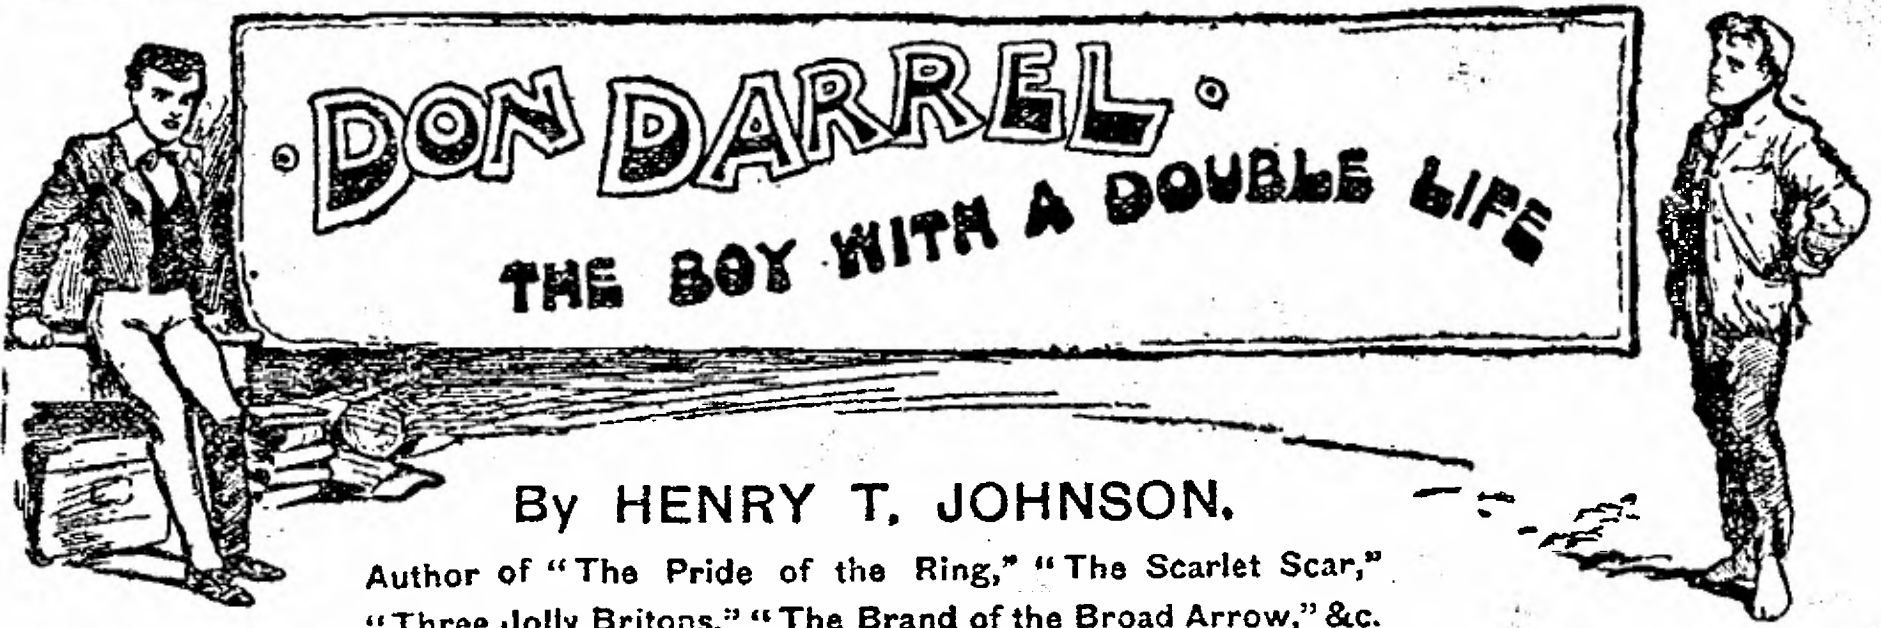 DON DARREL
THE BOY WITH A DOUBLE LIFE
By HENRY T. JOHNSON.
Author of "The Pride of the Ring," "The Scarlet Scar,"
"Three Jolly Britons," "The Brand of the Broad Arrow," &c.